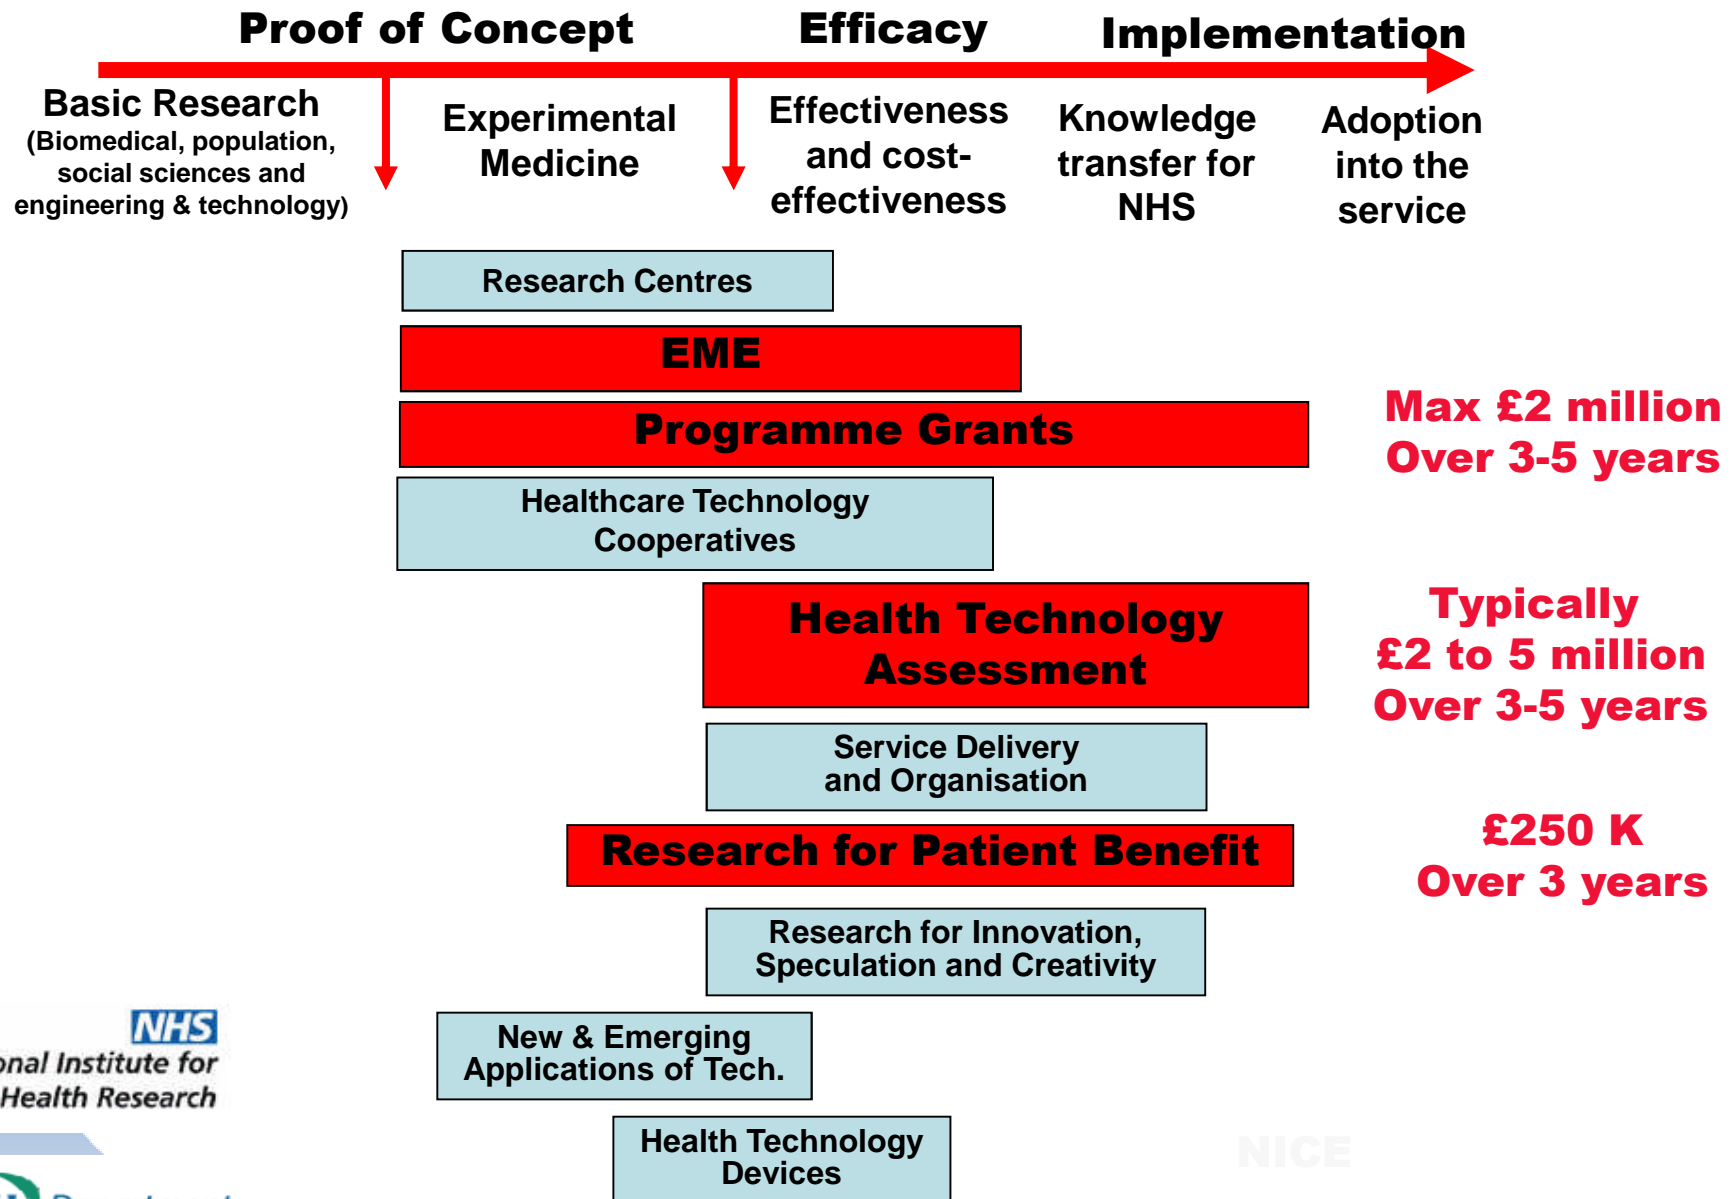 Proof of Concept Efficacy Implementation
Basic Research
(Biomedical, population,
social sciences and
engineering & technology)
Experimental
Medicine
Effectiveness
and cost-
effectiveness
Knowledge
transfer for
NHS
Adoption
into the
service
Research Centres
EME
Programme Grants
Max £2 million
Over 3-5 years
Healthcare Technology
Cooperatives
Health Technology
Assessment
Typically
£2 to 5 million
Over 3-5 years
Service Delivery
and Organisation
Research for Patient Benefit
£250 K
Over 3 years
Research for Innovation,
Speculation and Creativity
NHS
onal Institute for
Health Research
New & Emerging
Applications of Tech.
Health Technology
Devices
NICE